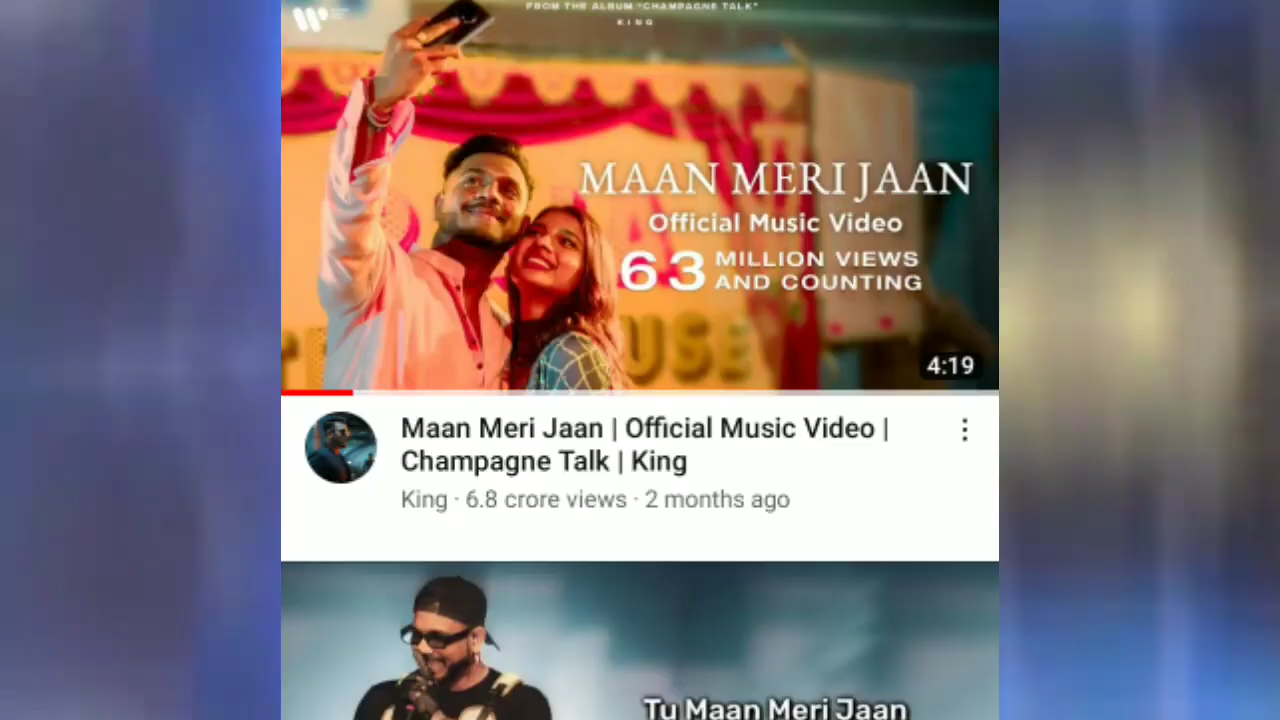 FROM THE ALBUM "CHAMPAGNE TALK"
KING
MAAN MERI JAAN
Official Music Video
63 MILLION VIEWS
AND COUNTING
USE
4:19
Maan Meri Jaan | Official Music Video |
Champagne Talk | King
King · 6.8 crore views · 2 months ago
Tu Maan Meri Jaan